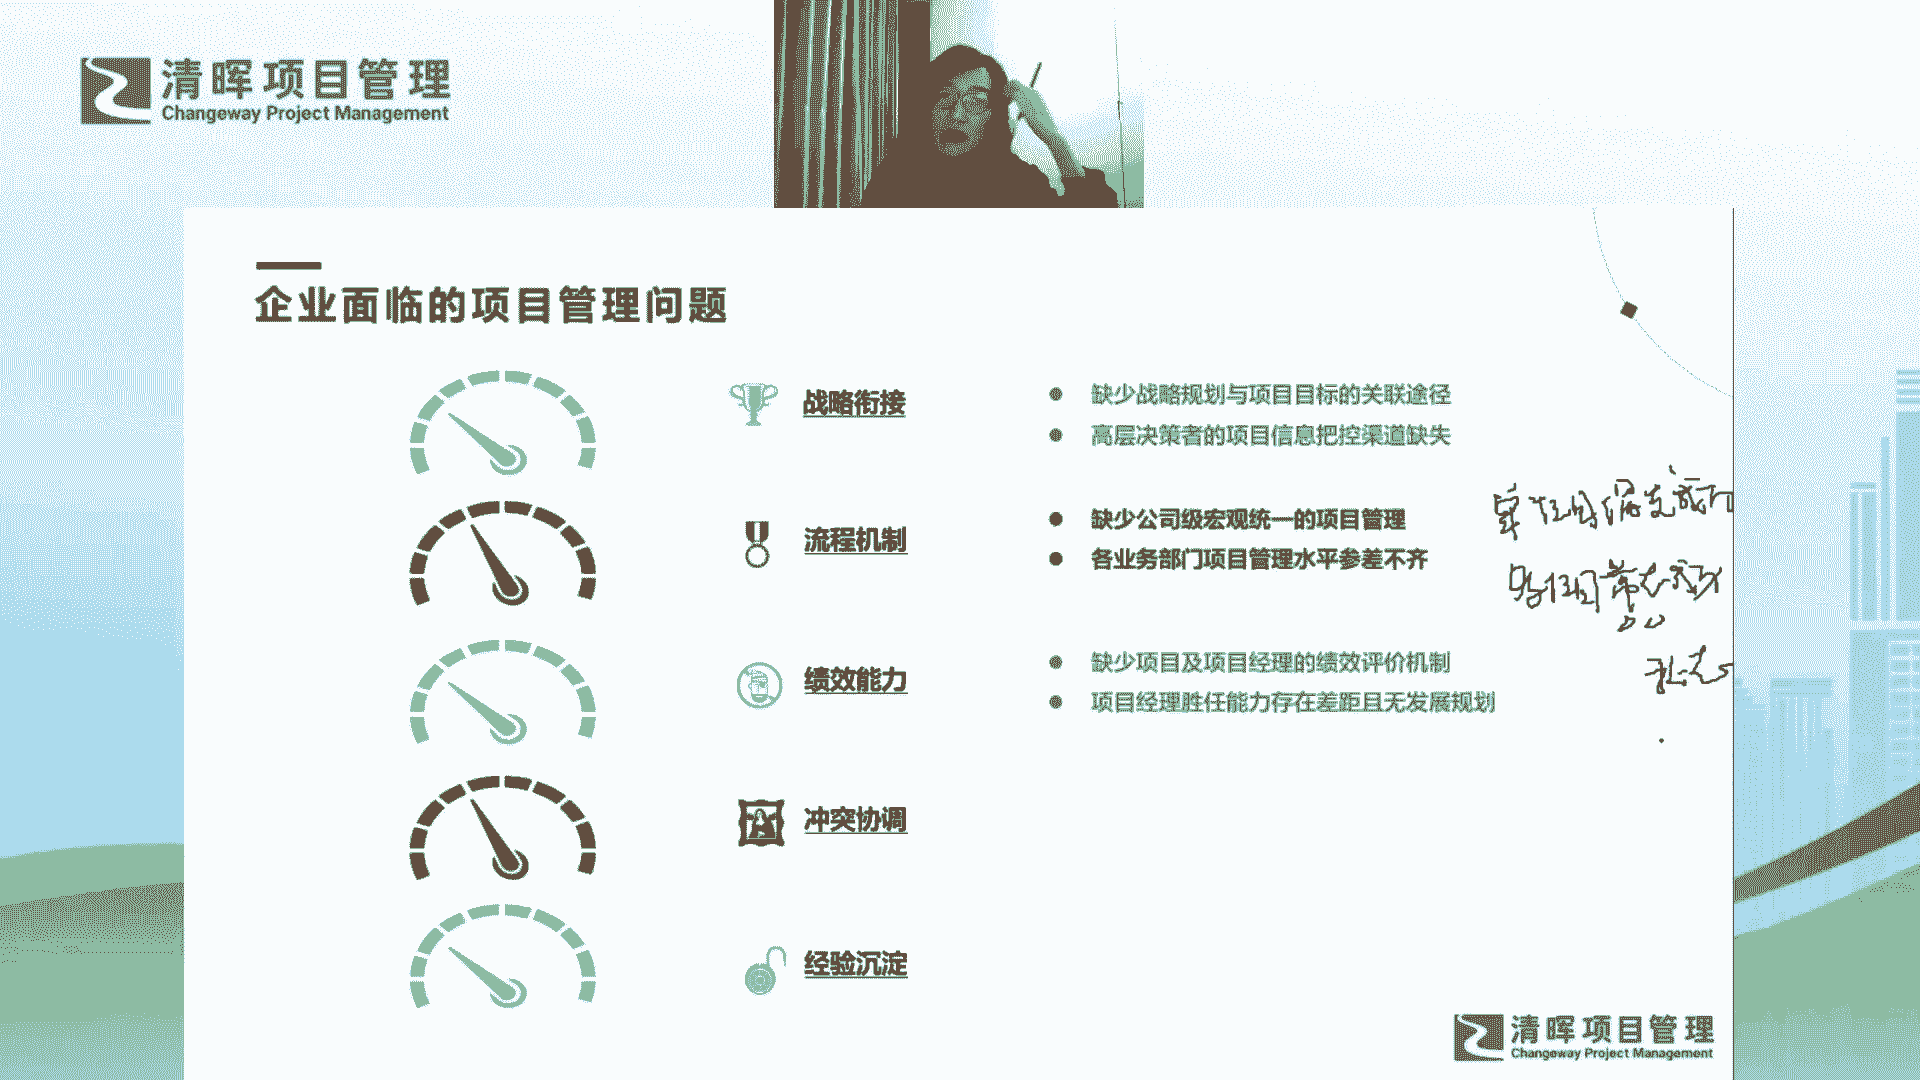 清晖项目管理
Changeway Project Management
企业面临的项目管理问题
战略衔接
缺少战略规划与项目目标的关联途径
高层决策者的项目信息把控渠道缺失
流程机制
缺少公司级宏观统一的项目管理
各业务部门项目管理水平参差不齐
绩效能力
缺少项目及项目经理的绩效评价机制
项目经理胜任能力存在差距且无发展规划
冲突协调
经验沉淀
清晖项目管理
Changeway Project Management